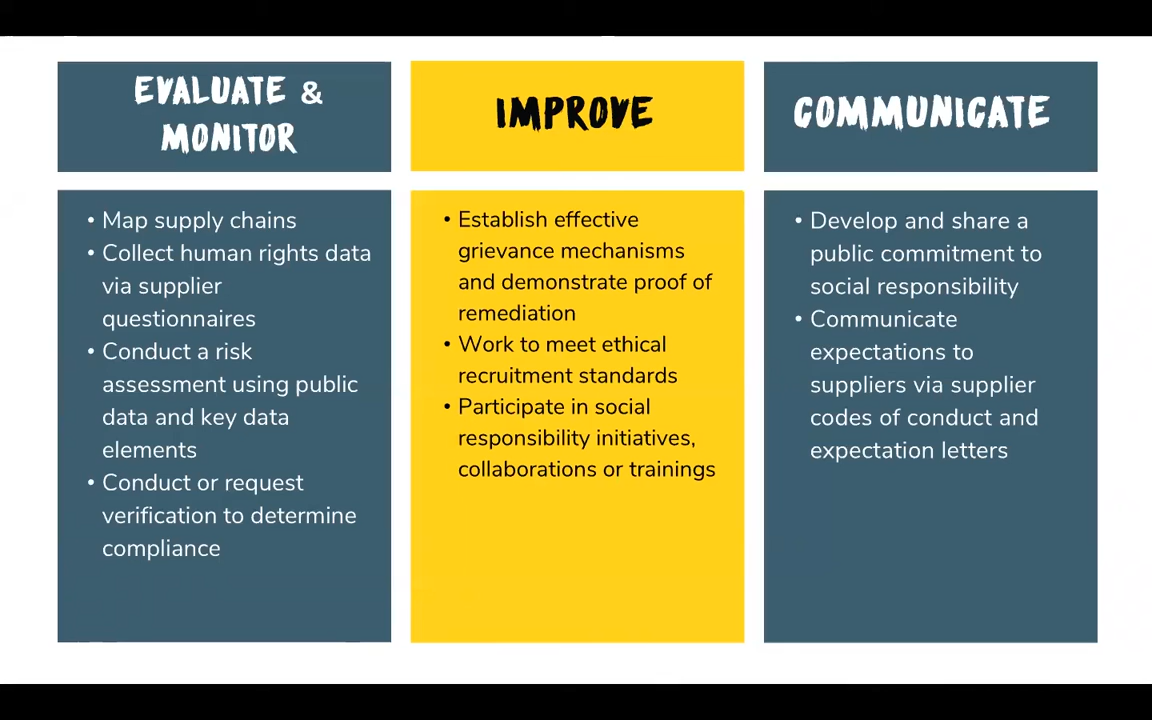 EVALUATE &
MONITOR
• Map supply chains
• Collect human rights data
via supplier
questionnaires
• Conduct a risk
assessment using public
data and key data
elements
• Conduct or request
verification to determine
compliance
IMPROVE
• Establish effective
grievance mechanisms
and demonstrate proof of
remediation
• Work to meet ethical
recruitment standards
• Participate in social
responsibility initiatives,
collaborations or trainings
COMMUNICATE
• Develop and share a
public commitment to
social responsibility
• Communicate
expectations to
suppliers via supplier
codes of conduct and
expectation letters